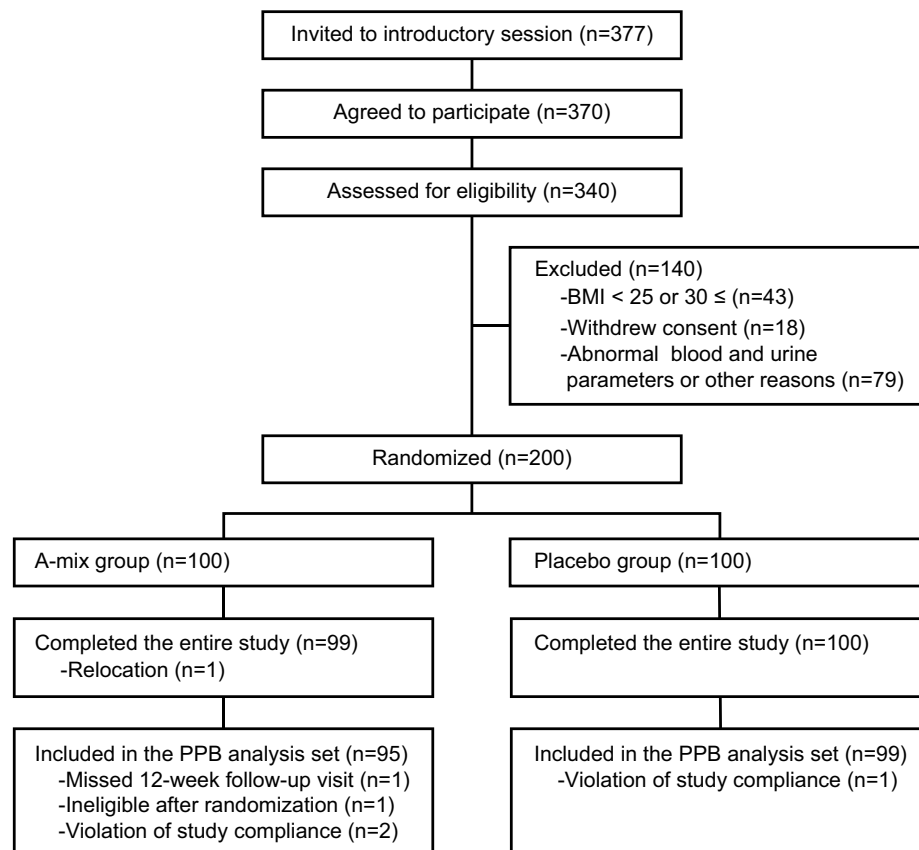 Invited to introductory session (n=377)
Agreed to participate (n=370)
Assessed for eligibility (n=340)
Excluded (n=140)
-BMI < 25 or 30 ≤ (n=43)
-Withdrew consent (n=18)
-Abnormal blood and urine
parameters or other reasons (n=79)
Randomized (n=200)
A-mix group (n=100)
Placebo group (n=100)
Completed the entire study (n=99)
-Relocation (n=1)
Completed the entire study (n=100)
Included in the PPB analysis set (n=95)
-Missed 12-week follow-up visit (n=1)
-Ineligible after randomization (n=1)
-Violation of study compliance (n=2)
Included in the PPB analysis set (n=99)
-Violation of study compliance (n=1)